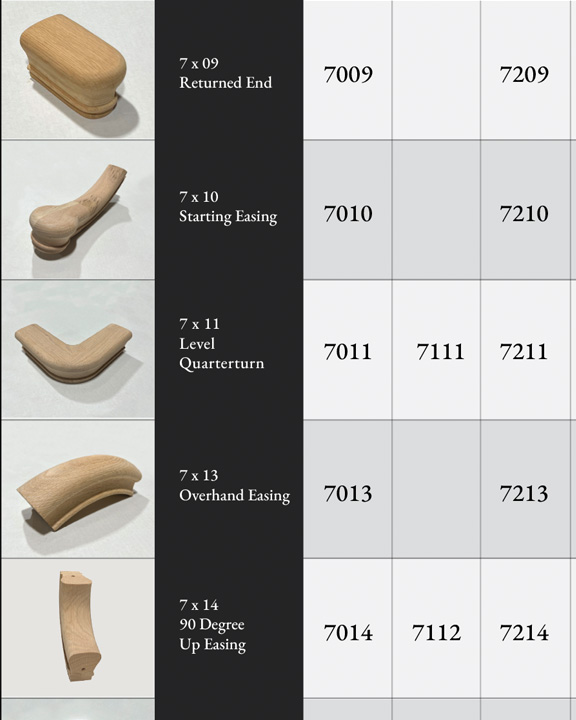 7 x 09
Returned End
7009
7209
7 x 10
Starting Easing
7010
7210
7 x 11
Level
Quarterturn
7011
7111
7211
7 x 13
Overhand Easing
7013
7213
7 x 14
90 Degree
Up Easing
7014
7112
7214